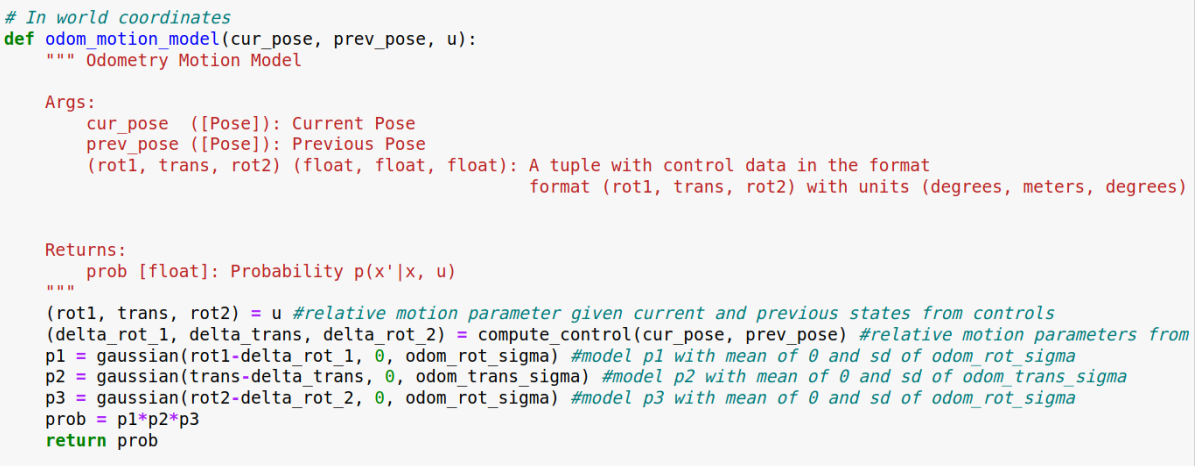 # In world coordinates
def odom_motion_model(cur_pose, prev_pose, u):
    """ Odometry Motion Model

    Args:
        cur_pose  ([Pose]): Current Pose
        prev_pose ([Pose]): Previous Pose
        (rot1, trans, rot2) (float, float, float): A tuple with control data in the format
                                                   format (rot1, trans, rot2) with units (degrees, meters, degrees)

    Returns:
        prob [float]: Probability p(x'|x, u)
    """
    (rot1, trans, rot2) = u #relative motion parameter given current and previous states from controls
    (delta_rot_1, delta_trans, delta_rot_2) = compute_control(cur_pose, prev_pose) #relative motion parameters from
    p1 = gaussian(rot1-delta_rot_1, 0, odom_rot_sigma) #model p1 with mean of 0 and sd of odom_rot_sigma
    p2 = gaussian(trans-delta_trans, 0, odom_trans_sigma) #model p2 with mean of 0 and sd of odom_trans_sigma
    p3 = gaussian(rot2-delta_rot_2, 0, odom_rot_sigma) #model p3 with mean of 0 and sd of odom_rot_sigma
    prob = p1*p2*p3
    return prob